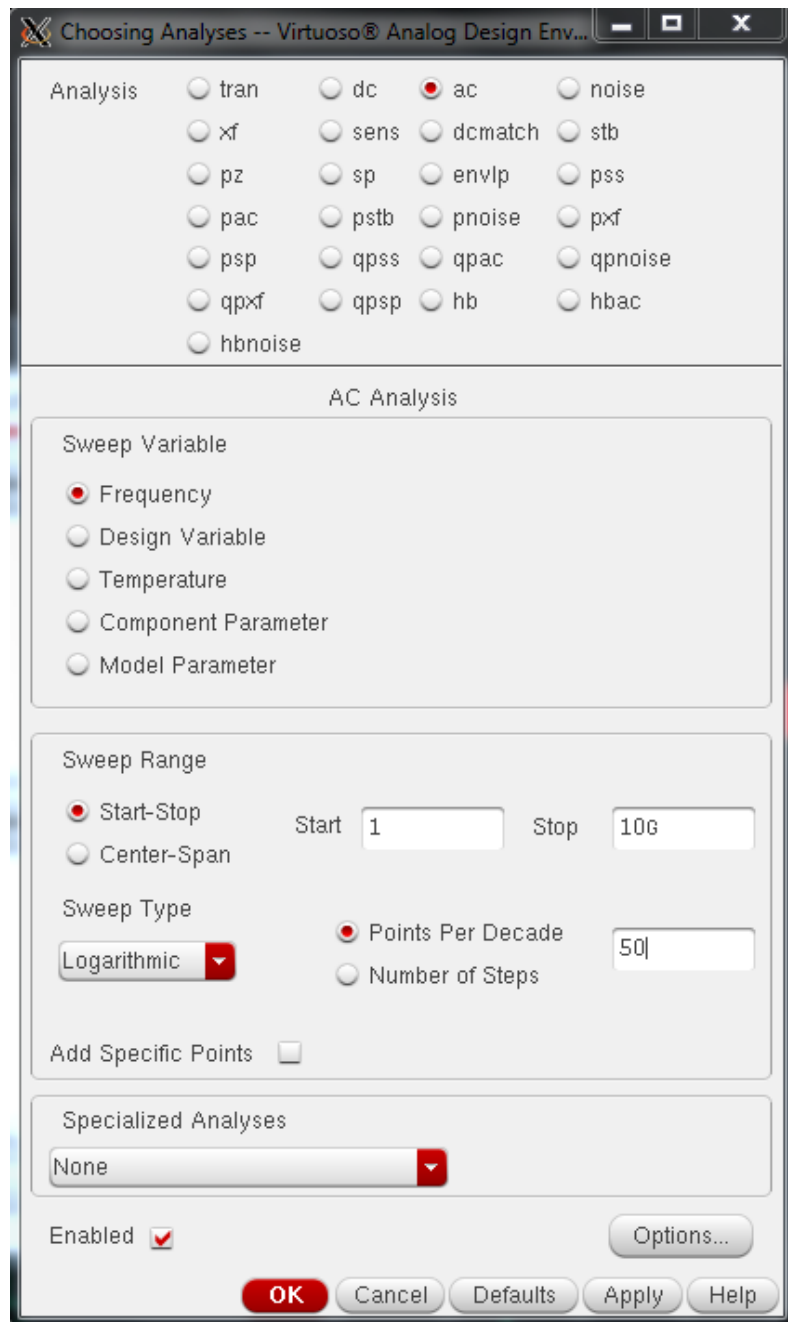 Choosing Analyses -- Virtuoso® Analog Design Env...
Analysis tran dc ac noise
xf sens dcmatch stb
pz sp envlp pss
pac pstb pnoise pxf
psp qpss qpac qpnoise
qpxf qpsp hb hbac
hbnoise
AC Analysis
Sweep Variable
Frequency
Design Variable
Temperature
Component Parameter
Model Parameter
Sweep Range
Start-Stop
Center-Span
Start 1 Stop 10G
Sweep Type
Logarithmic
Points Per Decade
Number of Steps
50
Add Specific Points
Specialized Analyses
None
Enabled Options...
OK Cancel Defaults Apply Help